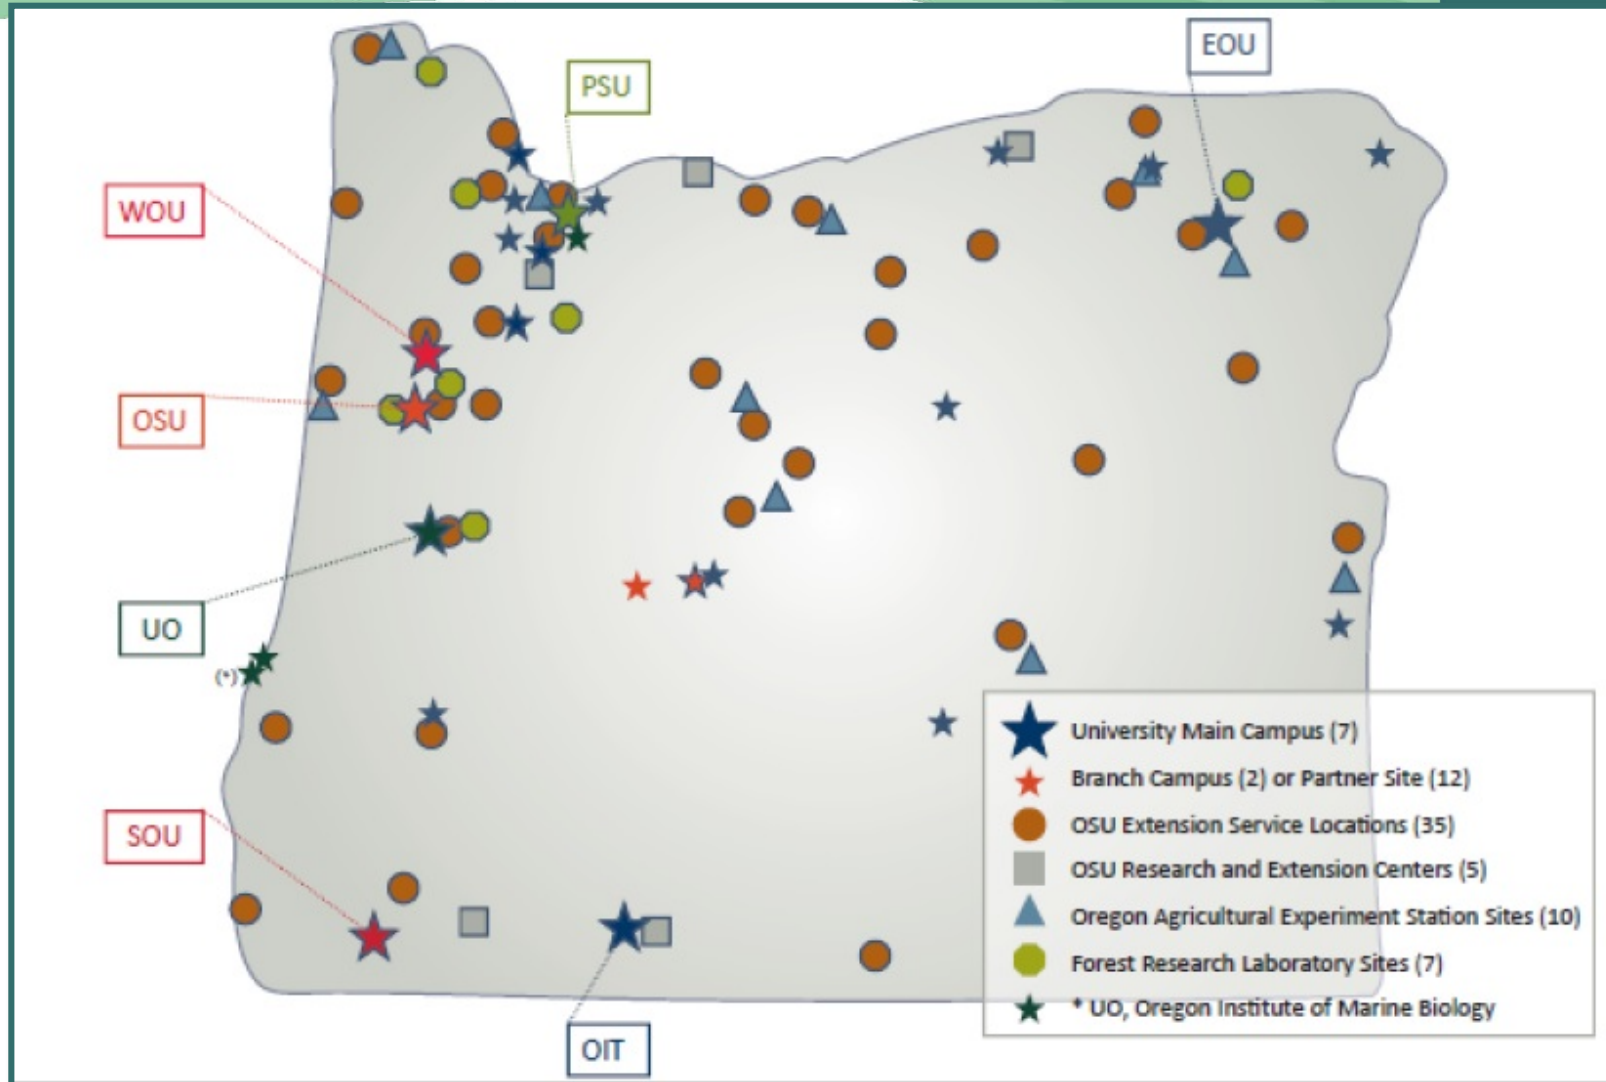 EOU
PSU
WOU
OSU
UO
(*)
SOU
OIT
University Main Campus (7)
Branch Campus (2) or Partner Site (12)
OSU Extension Service Locations (35)
OSU Research and Extension Centers (5)
Oregon Agricultural Experiment Station Sites (10)
Forest Research Laboratory Sites (7)
* UO, Oregon Institute of Marine Biology